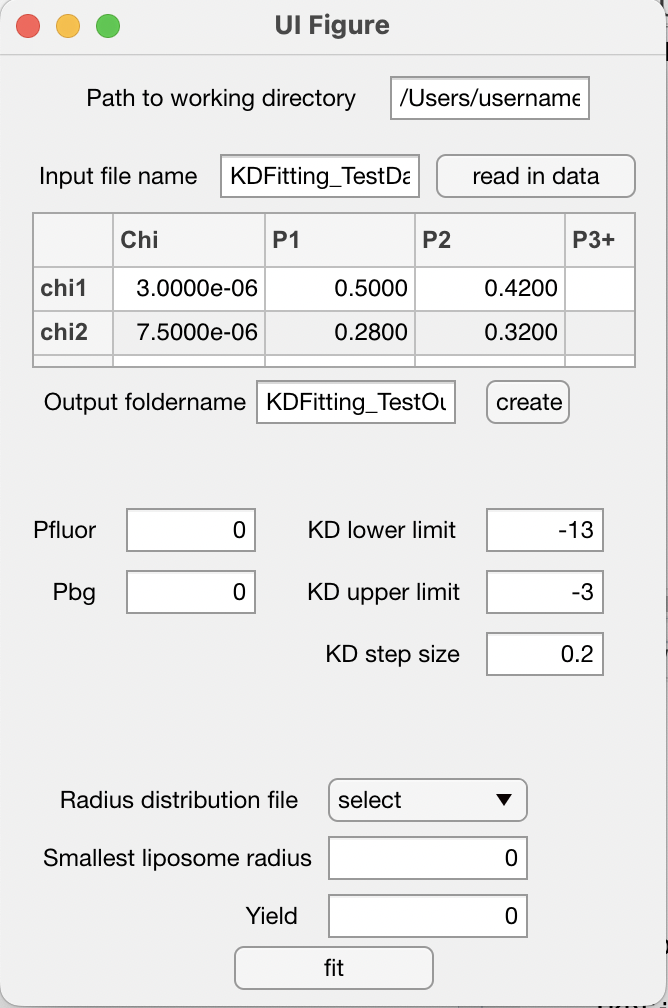 UI Figure
Path to working directory /Users/username
Input file name KDFitting_TestDa read in data
Chi P1 P2 P3+
chi1 3.0000e-06 0.5000 0.4200
chi2 7.5000e-06 0.2800 0.3200
Output foldername KDFitting_TestOu create
Pfluor 0 KD lower limit -13
Pbg 0 KD upper limit -3
KD step size 0.2
Radius distribution file select
Smallest liposome radius 0
Yield 0
fit